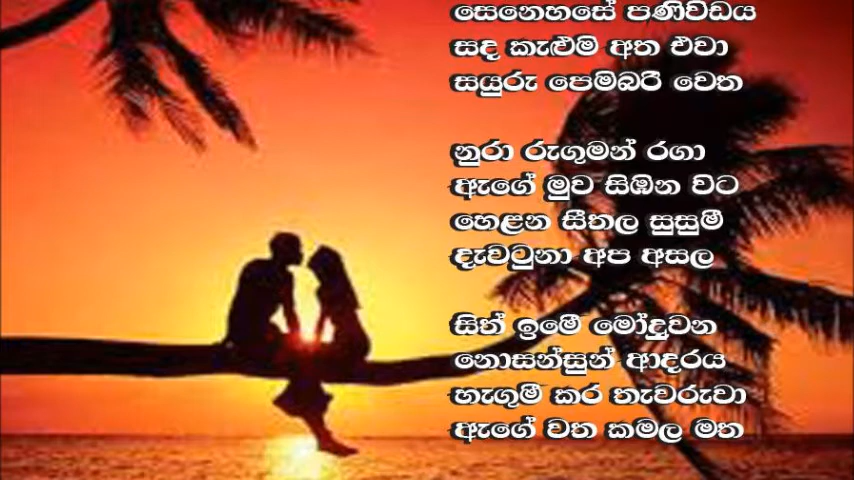 සෙනෙහසේ පණිවිඩය
සඳ කැළුම් අත එවා
සයුරු පෙම්බරී වෙත
නුරා රැඟුමන් රඟා
ඇගේ මුව සිඹින විට
හෙළන සීතල සුසුම්
දැවටුනා අප අසල
සිත් ඉමේ මෝදුවන
නොසන්සුන් ආදරය
හැඟුම් කර තැවරුවා
ඇගේ වත කමල මත